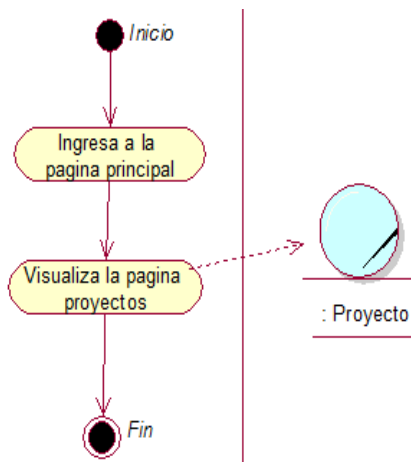 Inicio
Ingresa a la
pagina principal
Visualiza la pagina
proyectos
: Proyecto
Fin